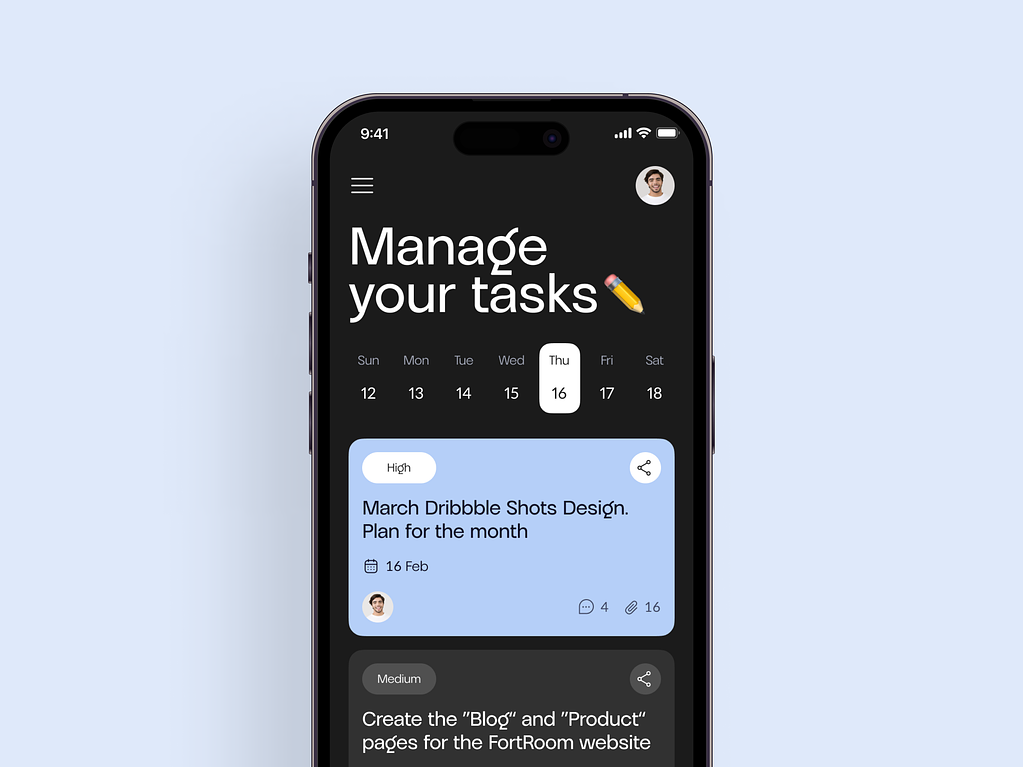 9:41
Manage
your tasks✏️
Sun Mon Tue Wed Thu Fri Sat
12 13 14 15 16 17 18
High
March Dribbble Shots Design.
Plan for the month
16 Feb
4 16
Medium
Create the ”Blog“ and ”Product“
pages for the FortRoom website